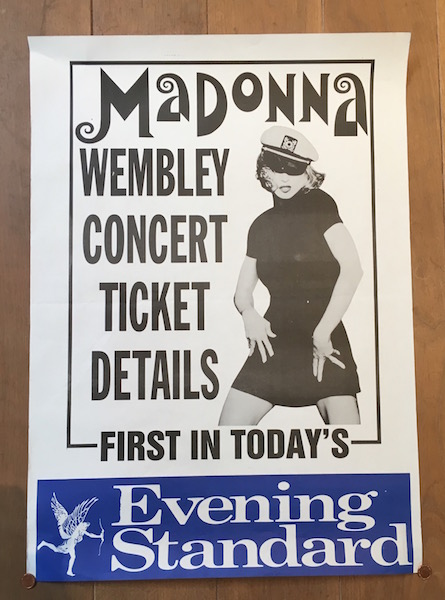 MaDONNa
WEMBLEY
CONCERT
TICKET
DETAILS
FIRST IN TODAY'S
Evening
Standard